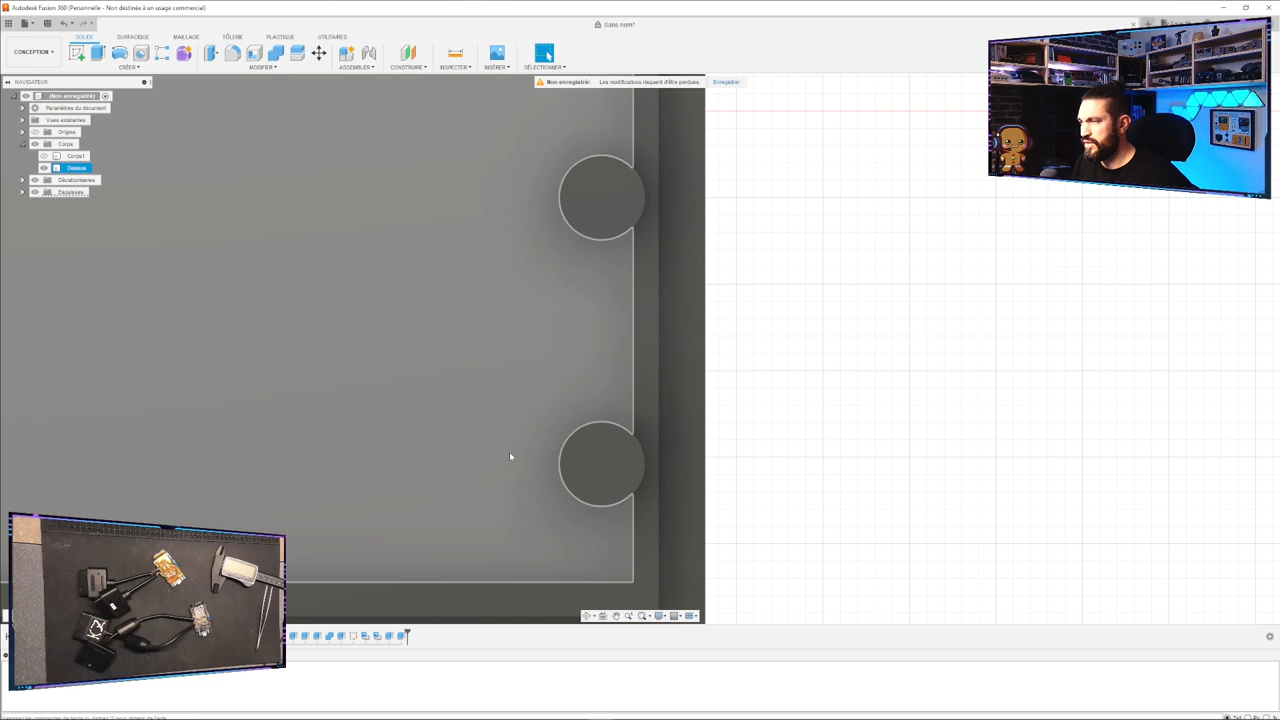 Autodesk Fusion 360 (Personnelle - Non destinée à un usage commercial)
Sans nom*
SOLIDE SURFACIQUE MAILLAGE TÔLERIE PLASTIQUE UTILITAIRES
CONCEPTION
CRÉER MODIFIER ASSEMBLER CONSTRUIRE INSPECTER INSÉRER SÉLECTIONNER
NAVIGATEUR
Non enregistré: Les modifications risquent d'être perdues Enregistrer
(Non enregistré)
Paramètres du document
Vues existantes
Origine
Corps
Corps1
Dessus
Décalcomanies
Esquisses
Txt